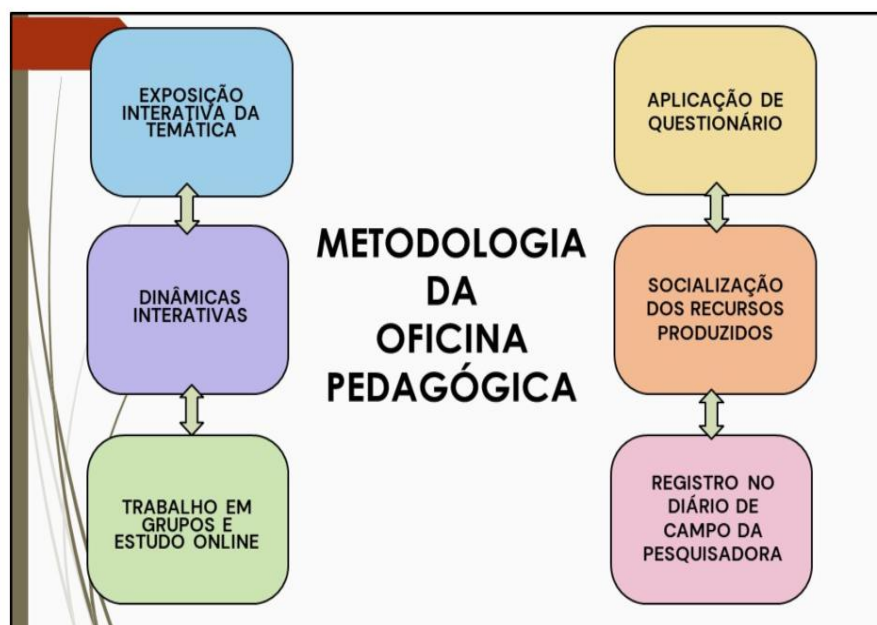 EXPOSIÇÃO
INTERATIVA DA
TEMÁTICA
DINÂMICAS
INTERATIVAS
TRABALHO EM
GRUPOS E
ESTUDO ONLINE
METODOLOGIA
DA
OFICINA
PEDAGÓGICA
APLICAÇÃO DE
QUESTIONÁRIO
SOCIALIZAÇÃO
DOS RECURSOS
PRODUZIDOS
REGISTRO NO
DIÁRIO DE
CAMPO DA
PESQUISADORA